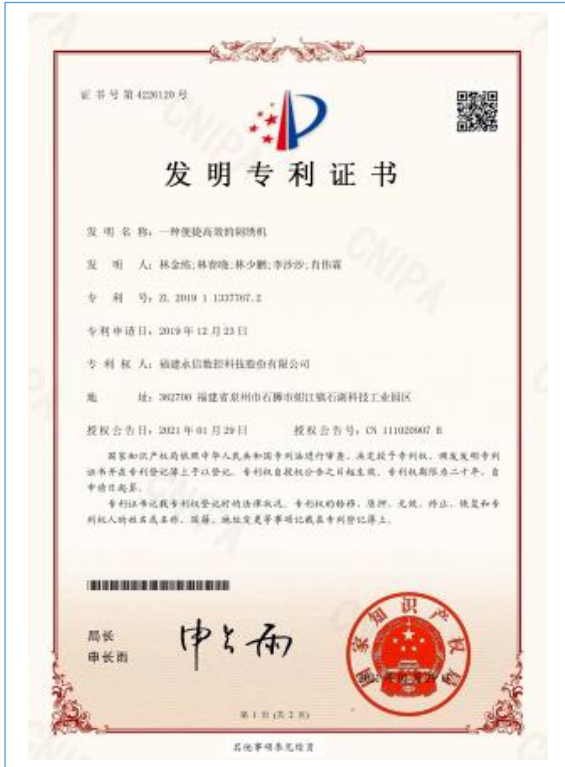 证书号第4226120号
发明专利证书
发明名称：一种便捷高效的刺绣机
发明人：林金练;林春晓;林少鹏;李沙沙;肖伟霖
专利号：ZL 2019 1 1337767.2
专利申请日：2019年12月23日
专利权人：福建永信数控科技股份有限公司
地址：362700 福建省泉州市石狮市蚶江镇石湖科技工业园区
授权公告日：2021年01月29日 授权公告号：CN 111020907 B
国家知识产权局依照中华人民共和国专利法进行审查，决定授予专利权，颁发发明专利
证书并在专利登记簿上予以登记。专利权自授权公告之日起生效。专利权期限为二十年，自
申请日起算。
专利证书记载专利权登记时的法律状况。专利权的转移、质押、无效、终止、恢复和专
利权人的姓名或名称、国籍、地址变更等事项记载在专利登记簿上。
局长
申长雨
申长雨
国家知识产权局
第 1 页 (共 2 页)
其他事项参见续页
CNIPA